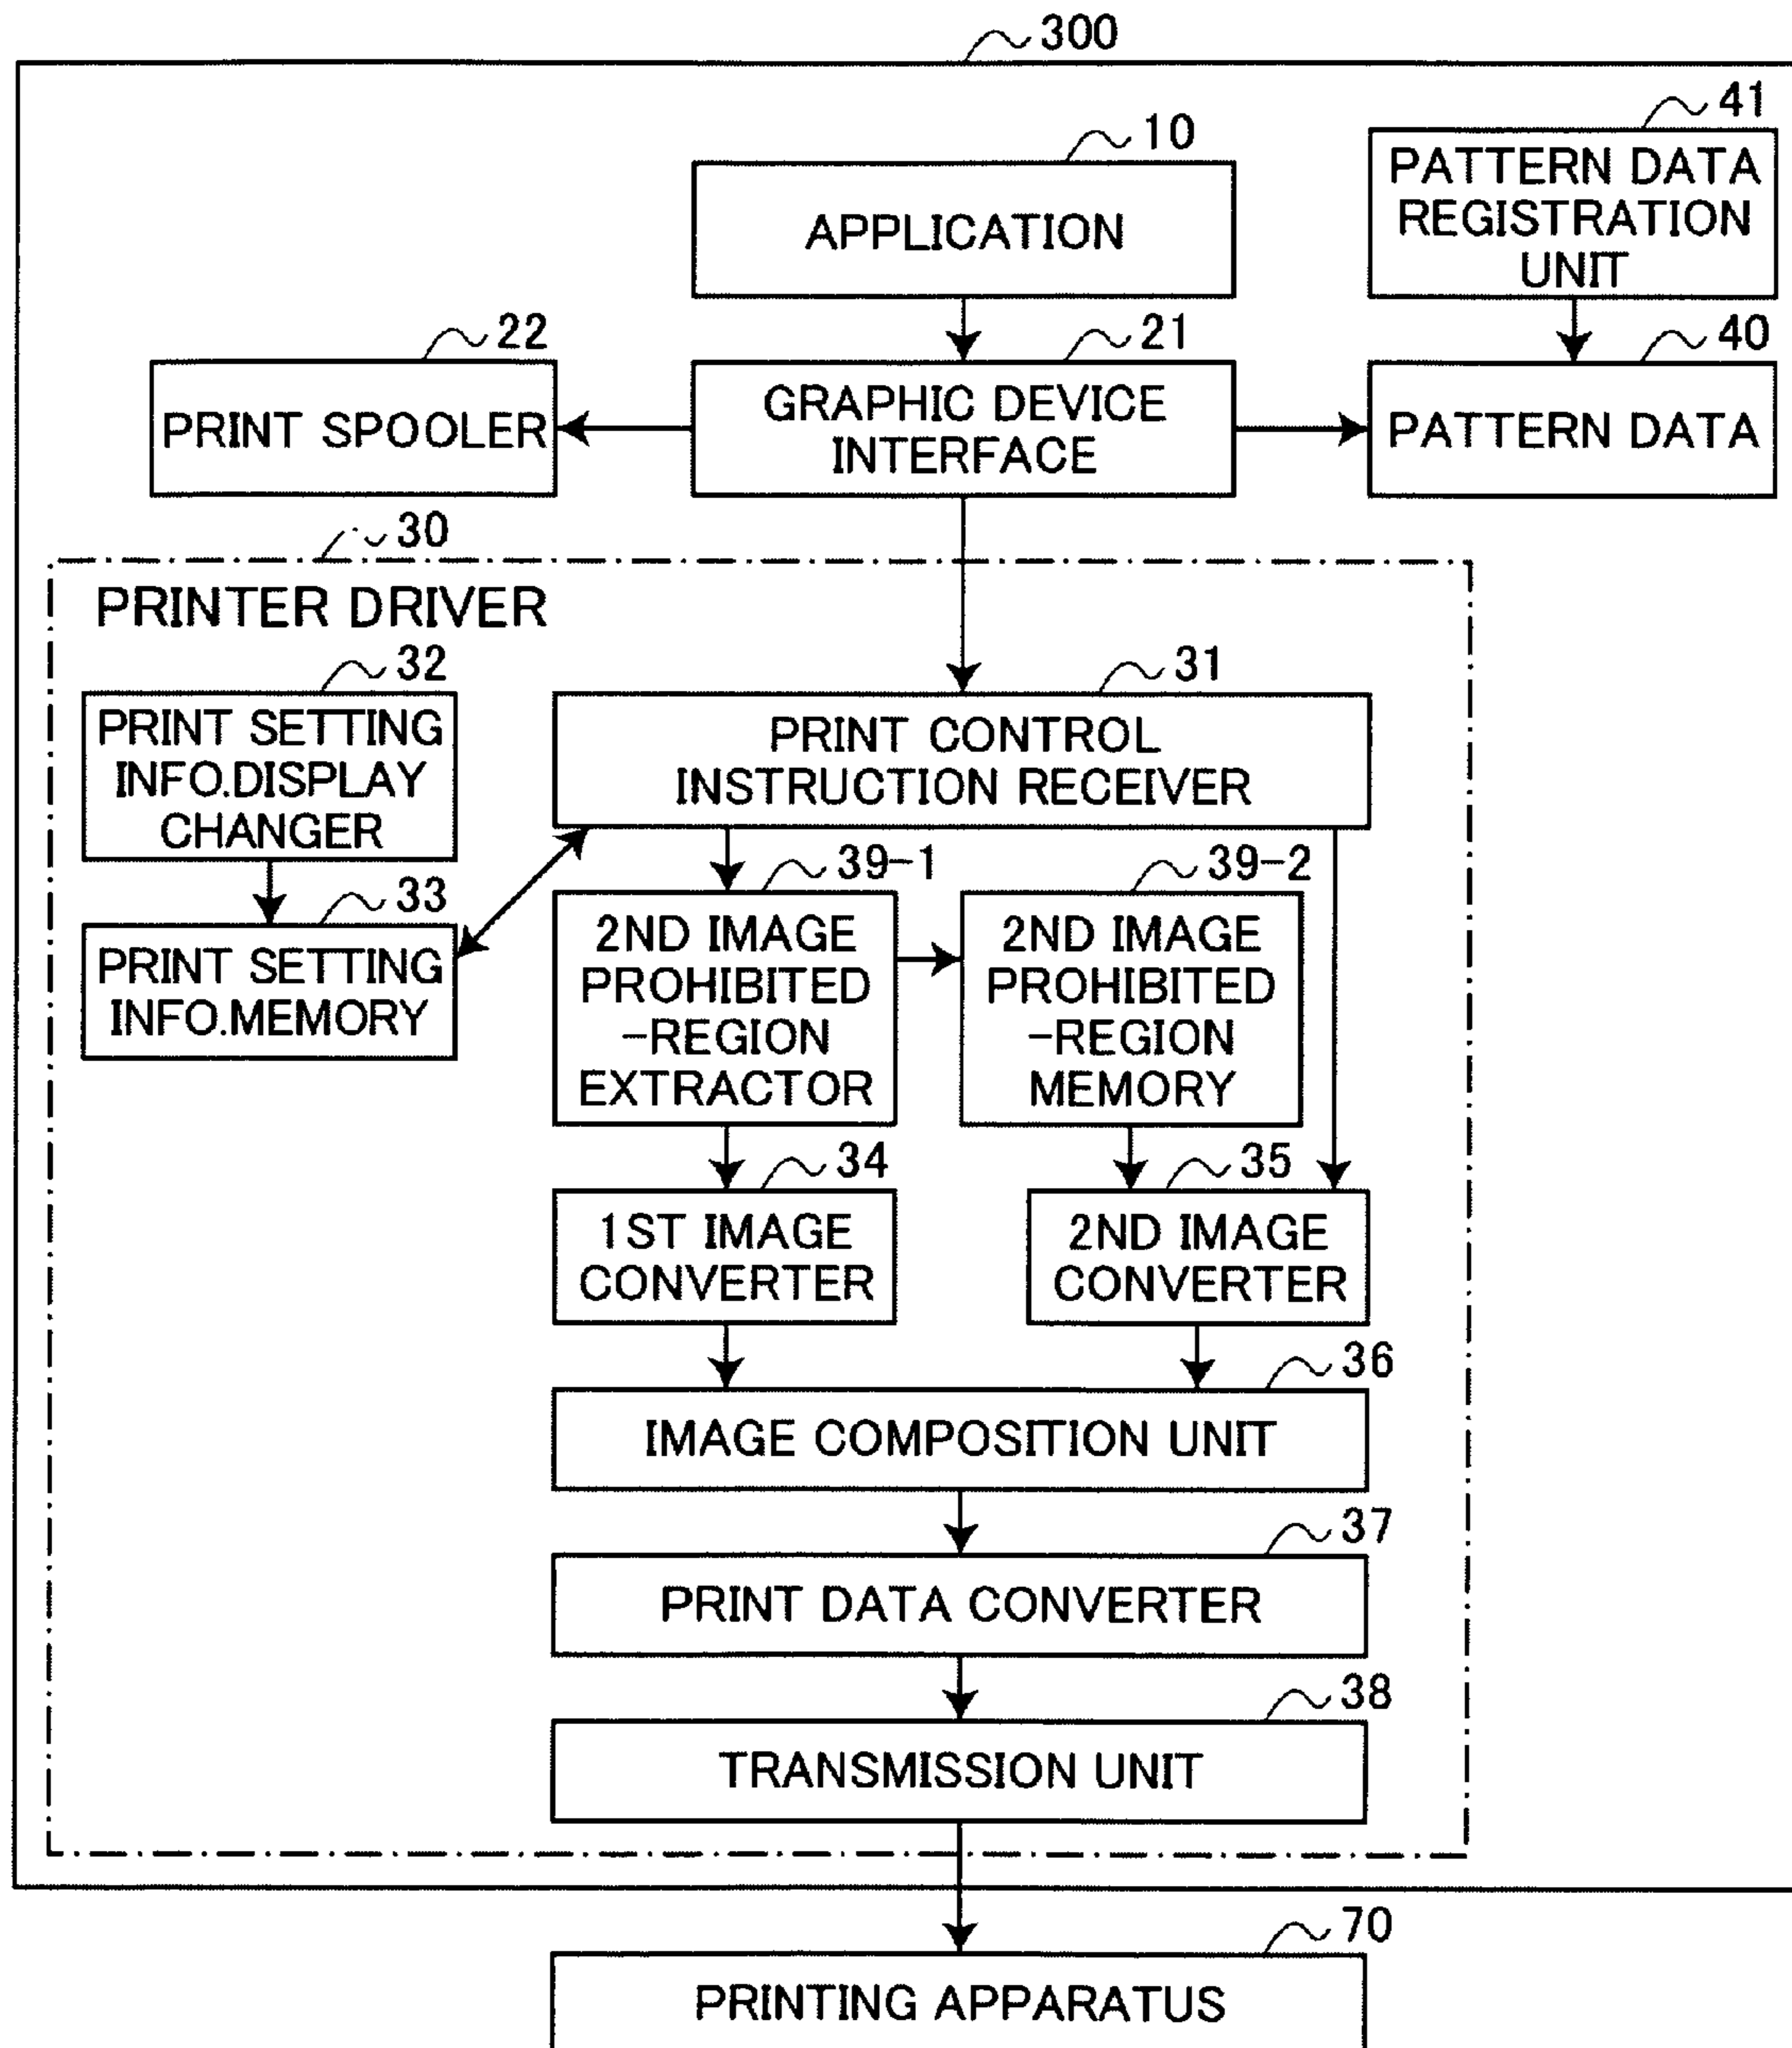 300
10
APPLICATION
41
PATTERN DATA
REGISTRATION
UNIT
22
PRINT SPOOLER
21
GRAPHIC DEVICE
INTERFACE
40
PATTERN DATA
30
PRINTER DRIVER
32
PRINT SETTING
INFO.DISPLAY
CHANGER
31
PRINT CONTROL
INSTRUCTION RECEIVER
33
PRINT SETTING
INFO.MEMORY
39-1
2ND IMAGE
PROHIBITED
-REGION
EXTRACTOR
39-2
2ND IMAGE
PROHIBITED
-REGION
MEMORY
34
1ST IMAGE
CONVERTER
35
2ND IMAGE
CONVERTER
36
IMAGE COMPOSITION UNIT
37
PRINT DATA CONVERTER
38
TRANSMISSION UNIT
70
PRINTING APPARATUS